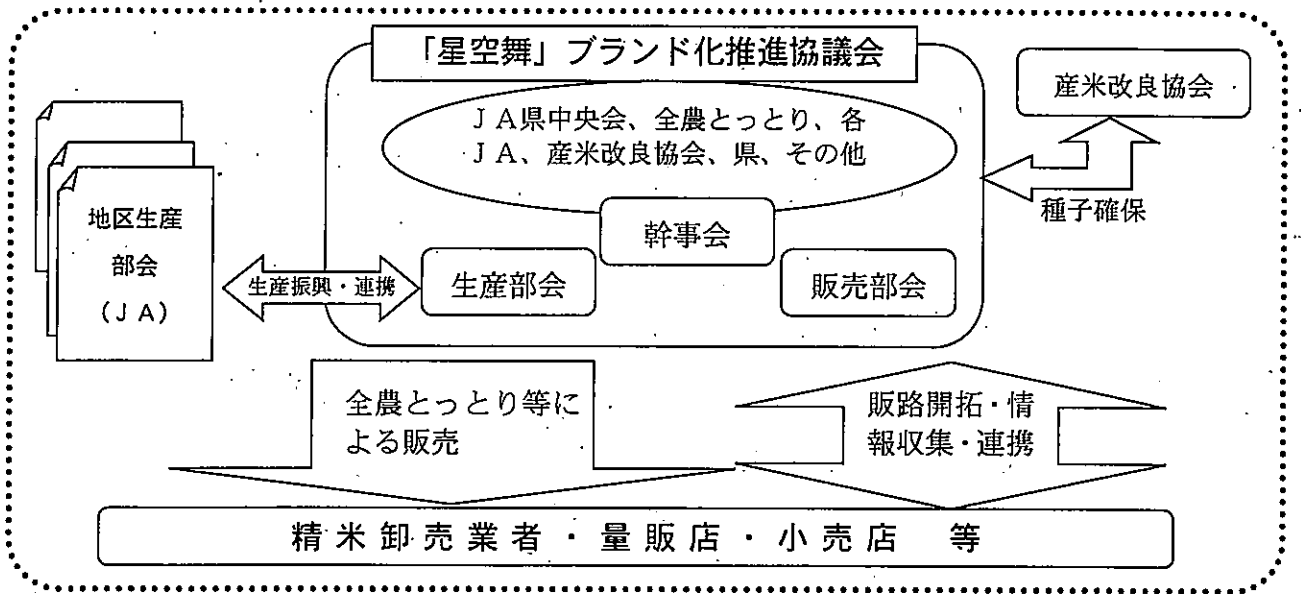 「星空舞」ブランド化推進協議会
産米改良協会
ＪＡ県中央会、全農とっとり、各
ＪＡ、産米改良協会、県、その他
種子確保
幹事会
地区生産
部会
(ＪＡ)
生産振興・連携
生産部会
販売部会
全農とっとり等に
よる販売
販路開拓・情
報収集・連携
精米卸売業者・量販店・小売店　等